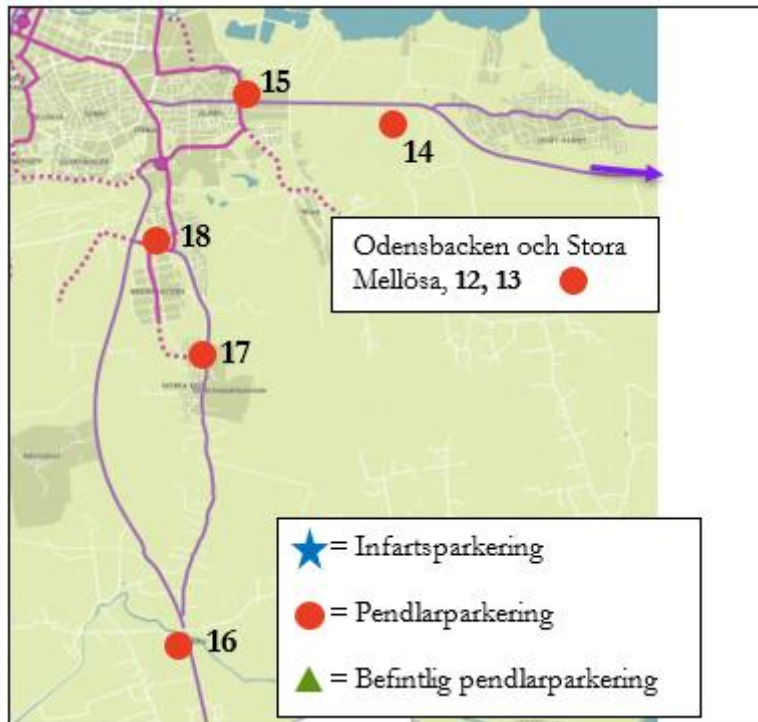 15
14
18
Odensbacken och Stora
Mellösa, 12, 13
17
= Infartsparkering
= Pendlarparkering
16
= Befintlig pendlarparkering